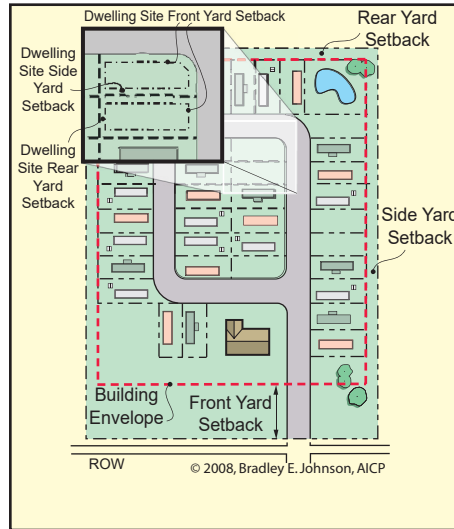 Dwelling Site Front Yard Setback
Rear Yard
Setback
Dwelling
Site Side
Yard
Setback
Dwelling
Site Rear
Yard
Setback
Side Yard
Setback
Building
Envelope
Front Yard
Setback
ROW
© 2008, Bradley E. Johnson, AICP